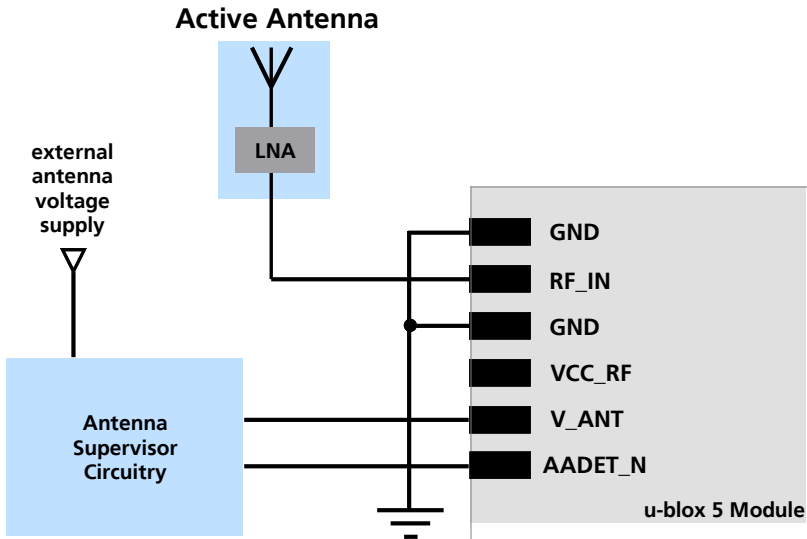 Active Antenna
LNA
external
antenna
voltage
supply
GND
RF_IN
GND
VCC_RF
V_ANT
AADET_N
Antenna
Supervisor
Circuitry
u-blox 5 Module